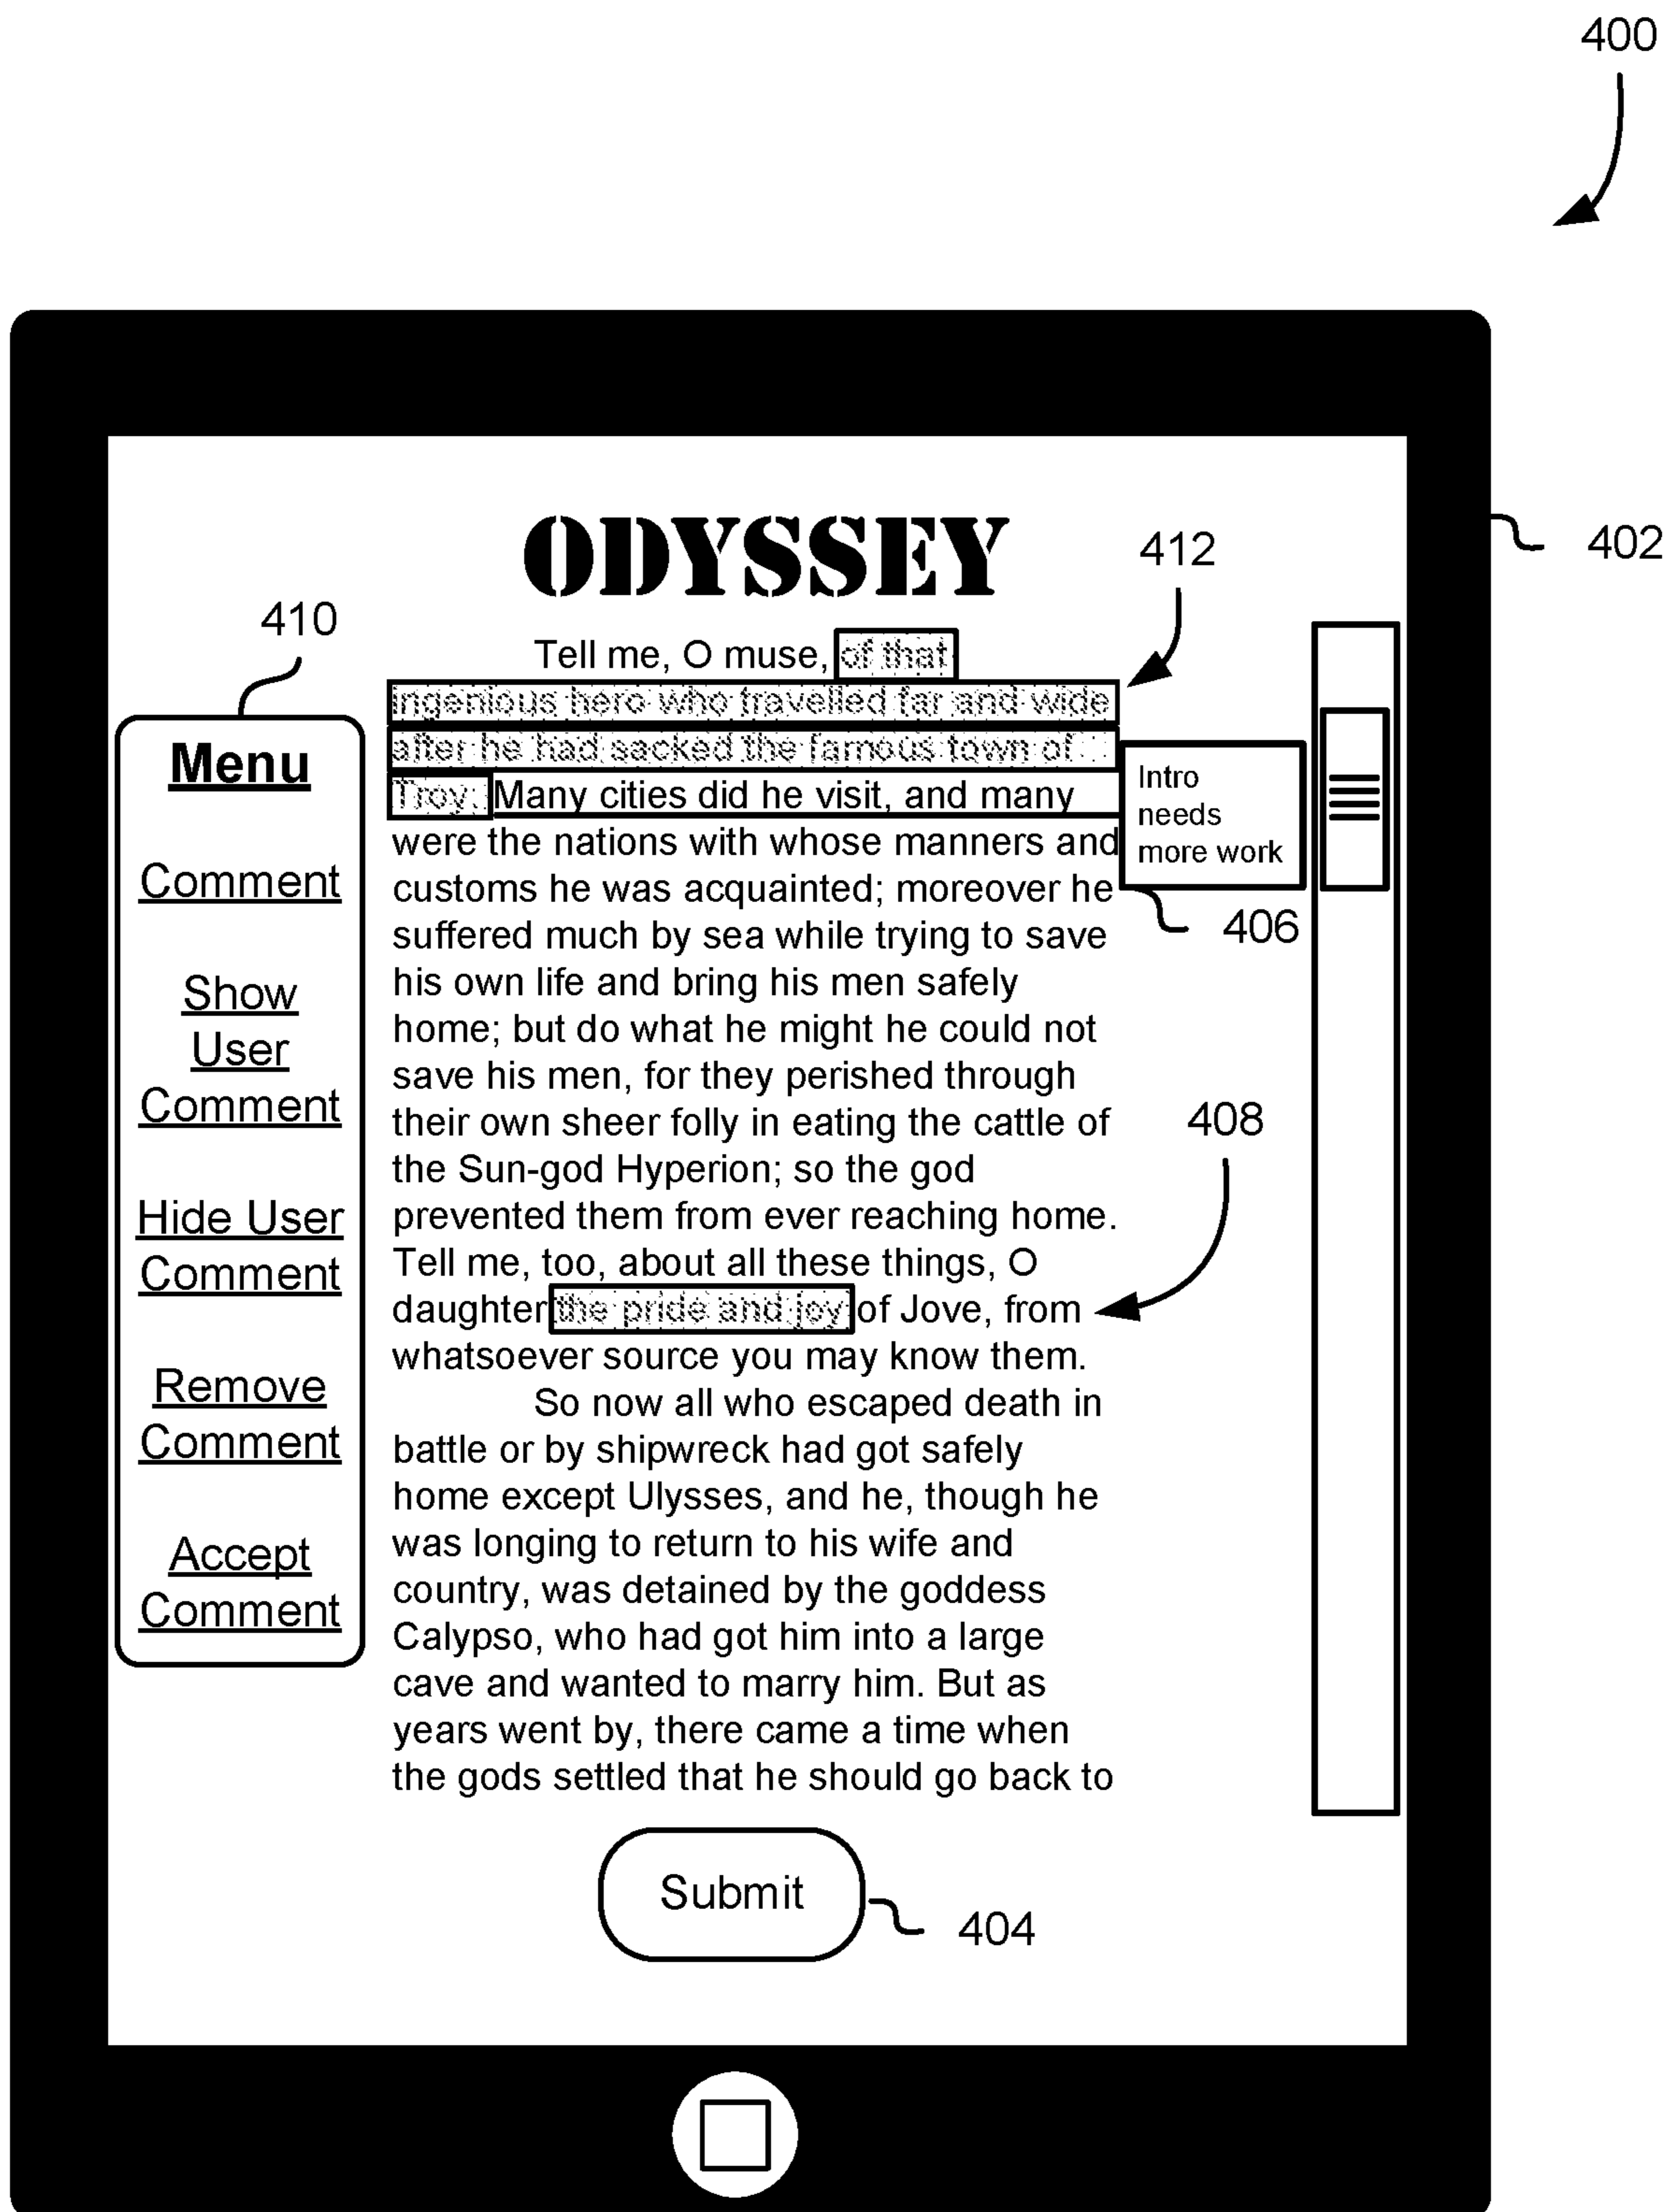 400
402
ODYSSEY
412
410
Tell me, O muse, of that
ingenious hero who travelled far and wide
after he had sacked the famous town of
Troy. Many cities did he visit, and many
were the nations with whose manners and
customs he was acquainted; moreover he
suffered much by sea while trying to save
his own life and bring his men safely
home; but do what he might he could not
save his men, for they perished through
their own sheer folly in eating the cattle of
the Sun-god Hyperion; so the god
prevented them from ever reaching home.
Tell me, too, about all these things, O
daughter the pride and joy of Jove, from
whatsoever source you may know them.
So now all who escaped death in
battle or by shipwreck had got safely
home except Ulysses, and he, though he
was longing to return to his wife and
country, was detained by the goddess
Calypso, who had got him into a large
cave and wanted to marry him. But as
years went by, there came a time when
the gods settled that he should go back to
Menu
Comment
Show
User
Comment
Hide User
Comment
Remove
Comment
Accept
Comment
Intro
needs
more work
406
408
Submit
404